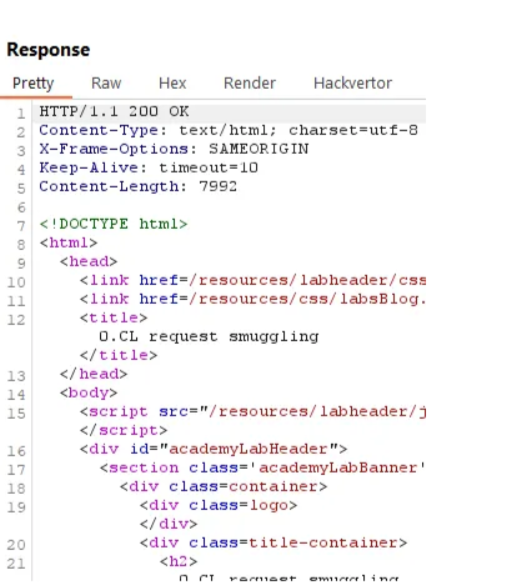 Response
Pretty Raw Hex Render Hackvertor
1 HTTP/1.1 200 OK
2 Content-Type: text/html; charset=utf-8
3 X-Frame-Options: SAMEORIGIN
4 Keep-Alive: timeout=10
5 Content-Length: 7992
6
7 <!DOCTYPE html>
8 <html>
9 <head>
10 <link href=/resources/labheader/css
11 <link href=/resources/css/labsBlog.
12 <title>
0.CL request smuggling
</title>
13 </head>
14 <body>
15 <script src="/resources/labheader/j
</script>
16 <div id="academyLabHeader">
17 <section class='academyLabBanner'
18 <div class=container>
19 <div class=logo>
</div>
20 <div class=title-container>
21 <h2>
0.CL request smuggling